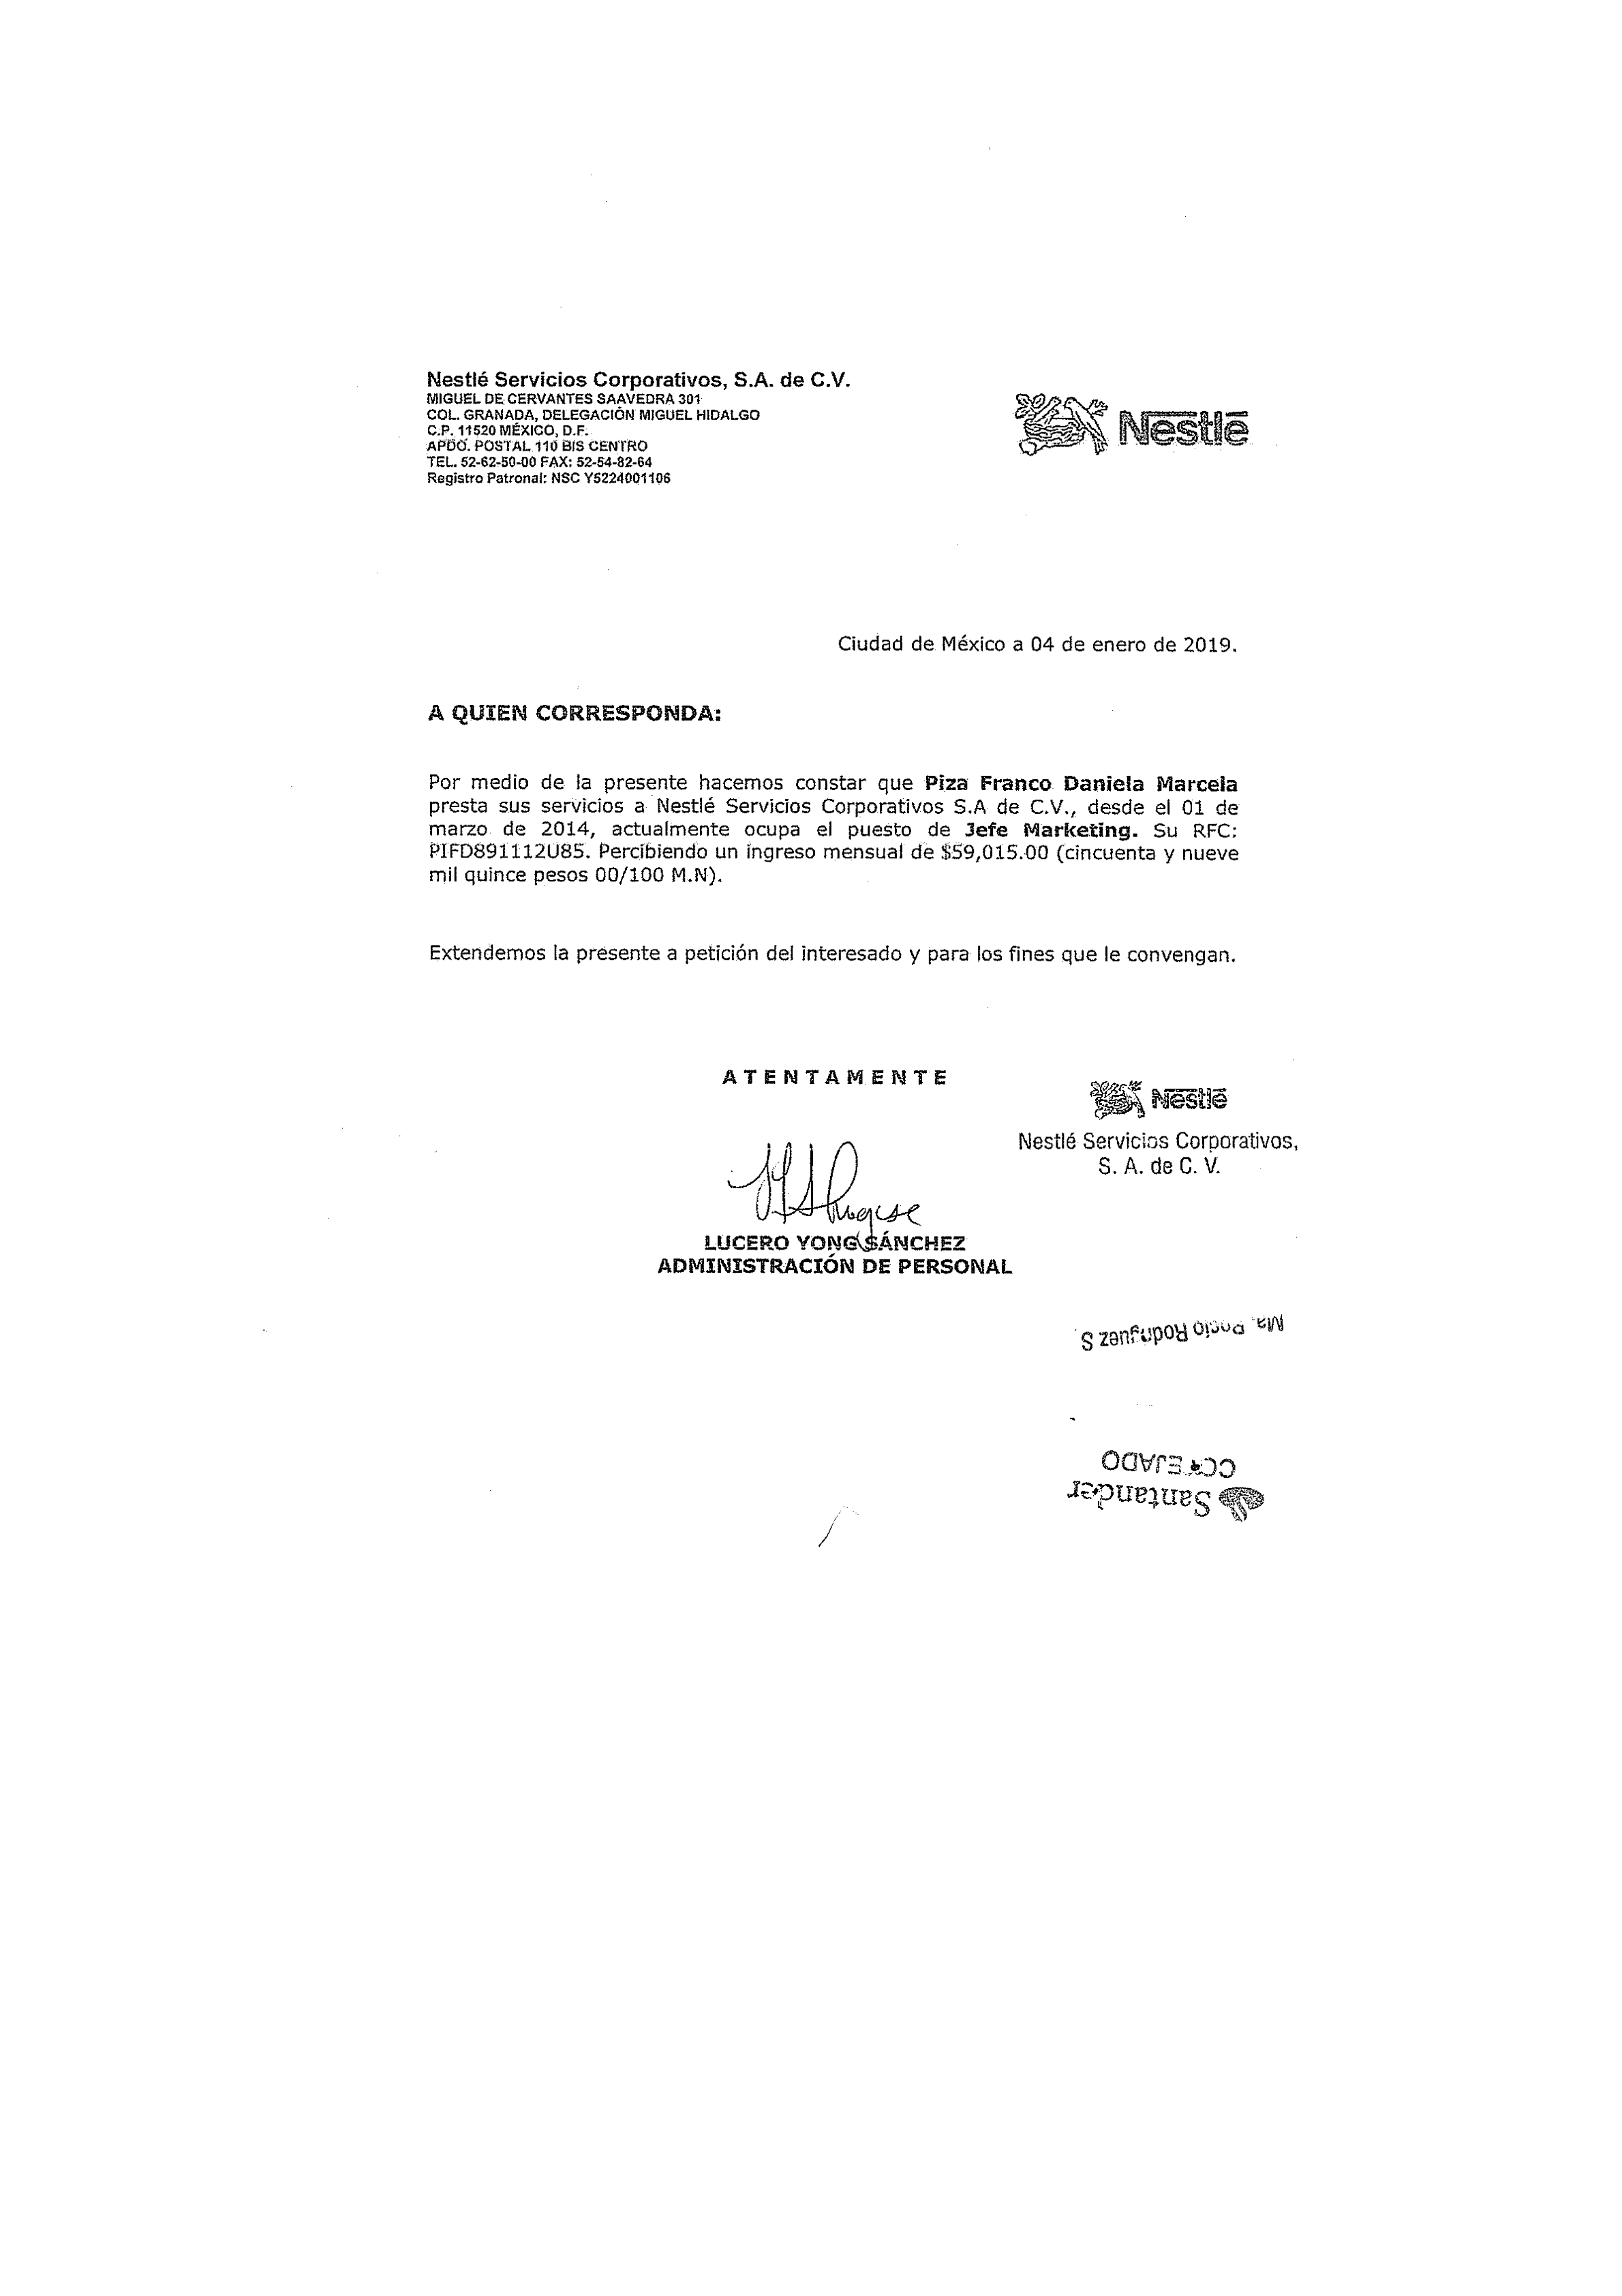 Nestlé Servicios Corporativos, S.A. de C.V.
MIGUEL DE CERVANTES SAAVEDRA 301
COL. GRANADA, DELEGACIÓN MIGUEL HIDALGO
C.P. 11520 MÉXICO, D.F.
APDO. POSTAL 110 BIS CENTRO
TEL. 52-62-50-00 FAX: 52-54-82-64
Registro Patronal: NSC Y5224001106
Nestlé
Ciudad de México a 04 de enero de 2019.
A QUIEN CORRESPONDA:
Por medio de la presente hacemos constar que Piza Franco Daniela Marcela
presta sus servicios a Nestlé Servicios Corporativos S.A de C.V., desde el 01 de
marzo de 2014, actualmente ocupa el puesto de Jefe Marketing. Su RFC:
PIFD891112U85. Percibiendo un ingreso mensual de $59,015.00 (cincuenta y nueve
mil quince pesos 00/100 M.N).
Extendemos la presente a petición del interesado y para los fines que le convengan.
ATENTAMENTE
Nestlé
Nestlé Servicios Corporativos,
S. A. de C. V.
LUCERO YONG SÁNCHEZ
ADMINISTRACIÓN DE PERSONAL
Ma. Rocio Rodriguez S
Santander